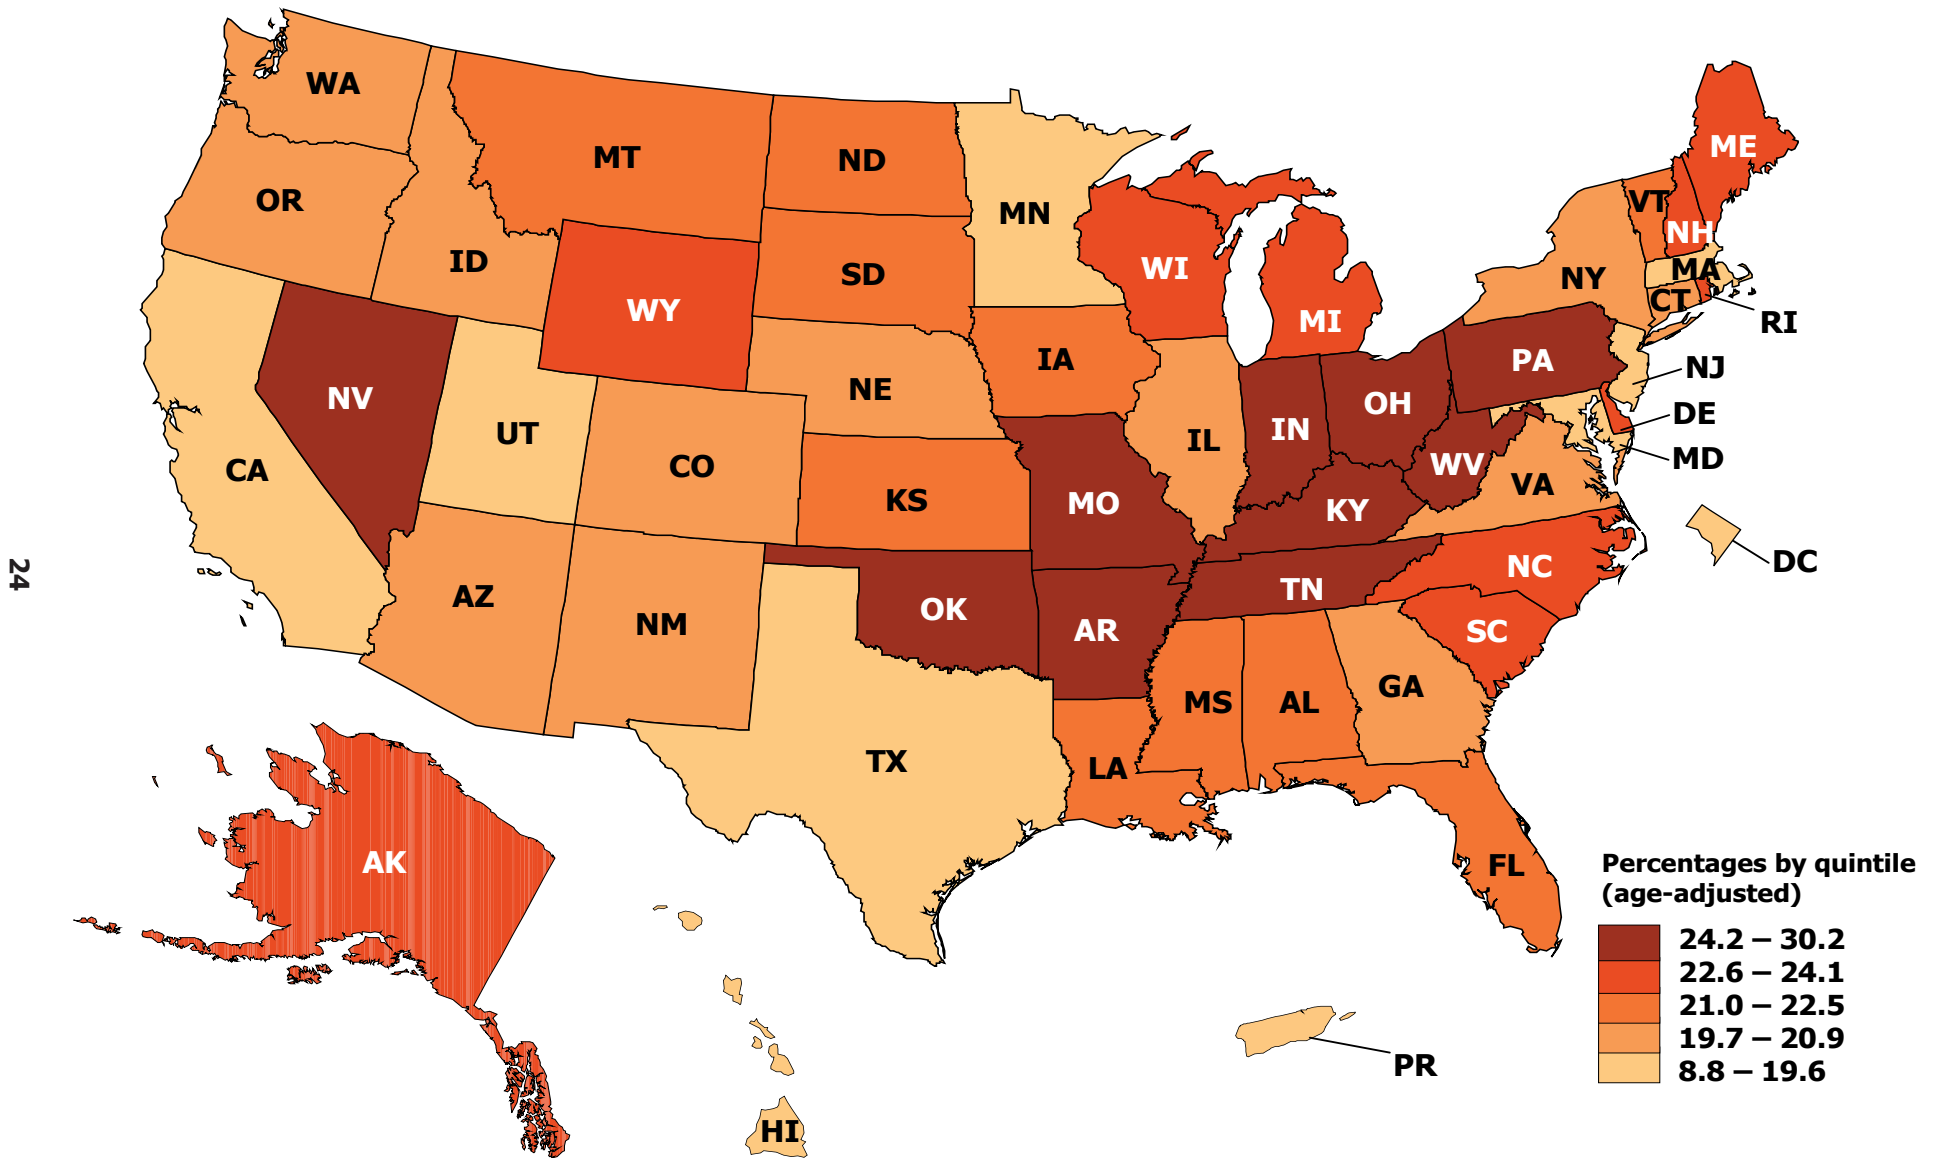 WA
MT
ND
ME
OR
MN
VT
NH
ID
SD
WI
NY
MA
WY
MI
CT
RI
NV
NE
IA
PA
NJ
UT
IL
IN
OH
DE
CA
CO
KS
MO
WV
VA
MD
KY
DC
24
AZ
NM
OK
AR
TN
NC
SC
TX
LA
MS
AL
GA
AK
FL
HI
PR
Percentages by quintile
(age-adjusted)
24.2 – 30.2
22.6 – 24.1
21.0 – 22.5
19.7 – 20.9
8.8 – 19.6